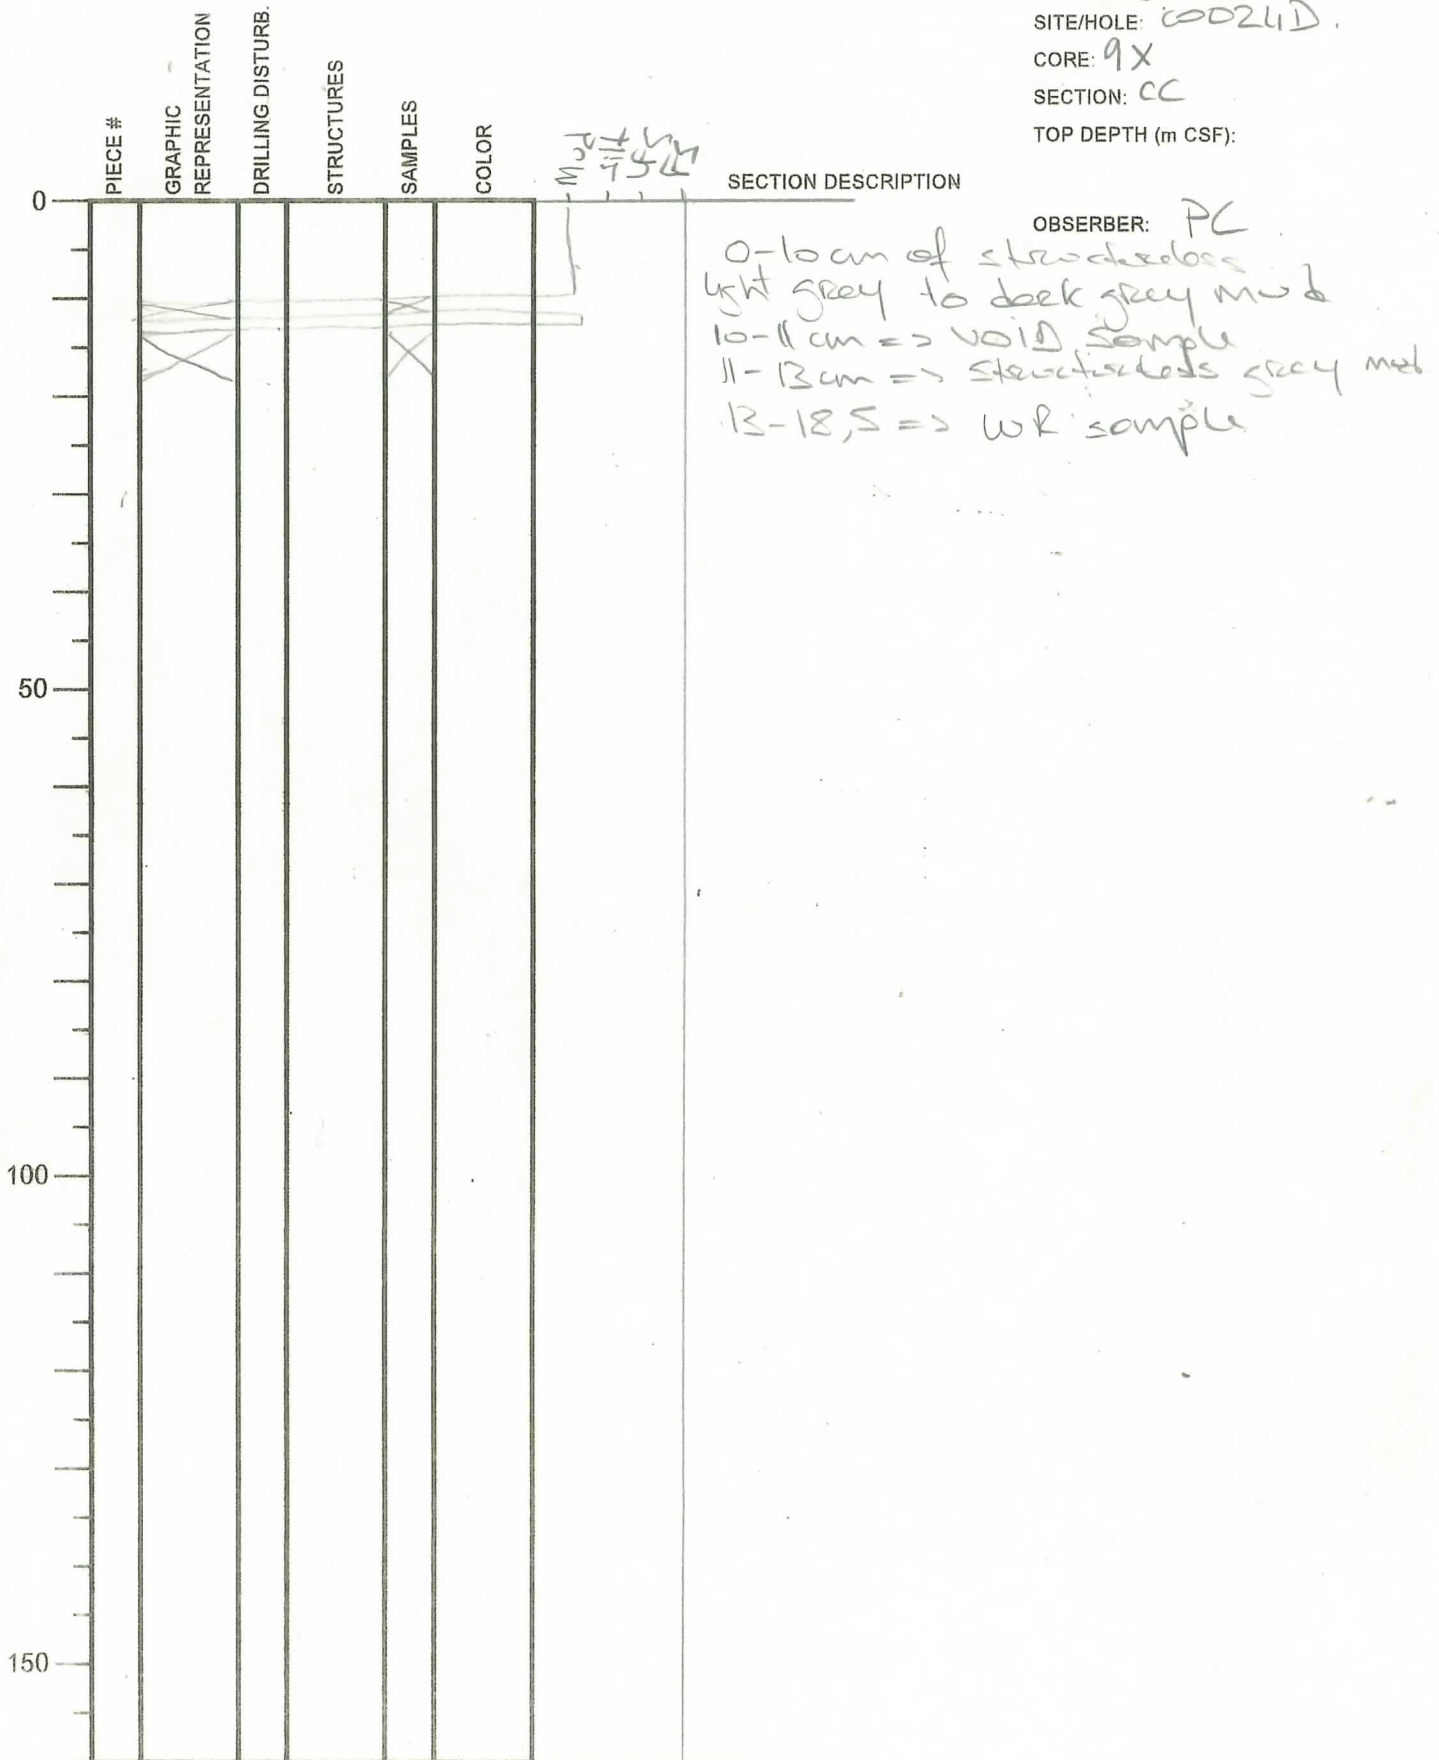 SITE/HOLE: C0024D.
CORE: 9X
SECTION: CC
TOP DEPTH (m CSF):
PIECE #
GRAPHIC
REPRESENTATION
DRILLING DISTURB.
STRUCTURES
SAMPLES
COLOR
SECTION DESCRIPTION
OBSERBER: PC
0-10 cm of structureless
light grey to dark grey mud
10-11 cm => VOID sample
11-13 cm => structureless grey mud
13-18,5 => WR sample
0
50
100
150